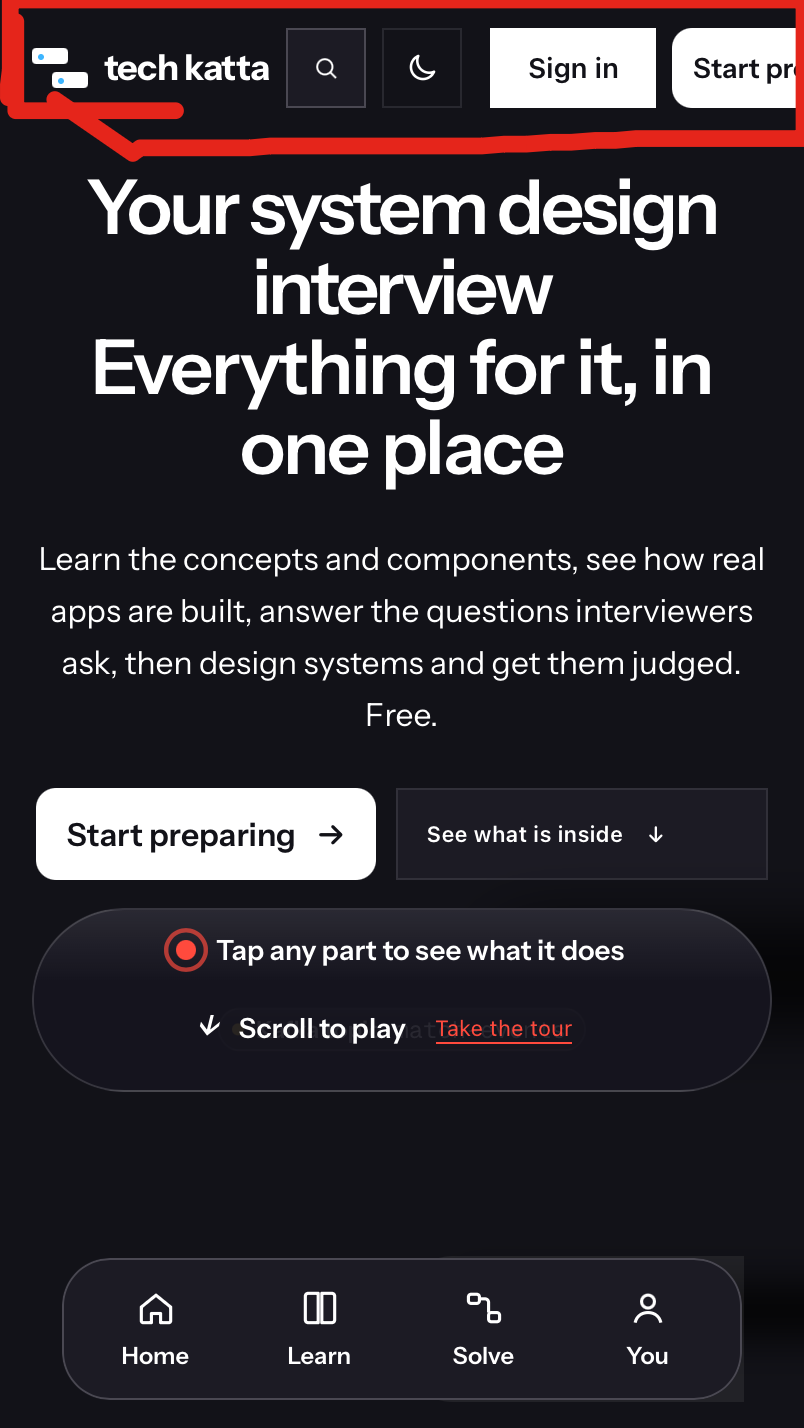 tech katta
Sign in
Start pr
Your system design
interview
Everything for it, in
one place
Learn the concepts and components, see how real
apps are built, answer the questions interviewers
ask, then design systems and get them judged.
Free.
Start preparing
See what is inside
Tap any part to see what it does
Scroll to play
Take the tour
Home
Learn
Solve
You